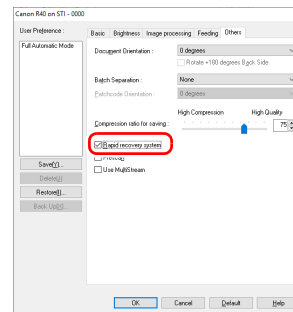 Canon R40 on STI - 0000
User Preference :
Full Automatic Mode
Save(Y)...
Delete(J)
Restore(I)...
Back Up(K)...
Basic Brightness Image processing Feeding Others
Document Orientation : 0 degrees
Rotate +180 degrees Back Side
Batch Separation : None
Patchcode Orientation : 0 degrees
High Compression High Quality
Compression ratio for saving : 75
Rapid recovery system
Prescan
Use MultiStream
OK Cancel Default Help